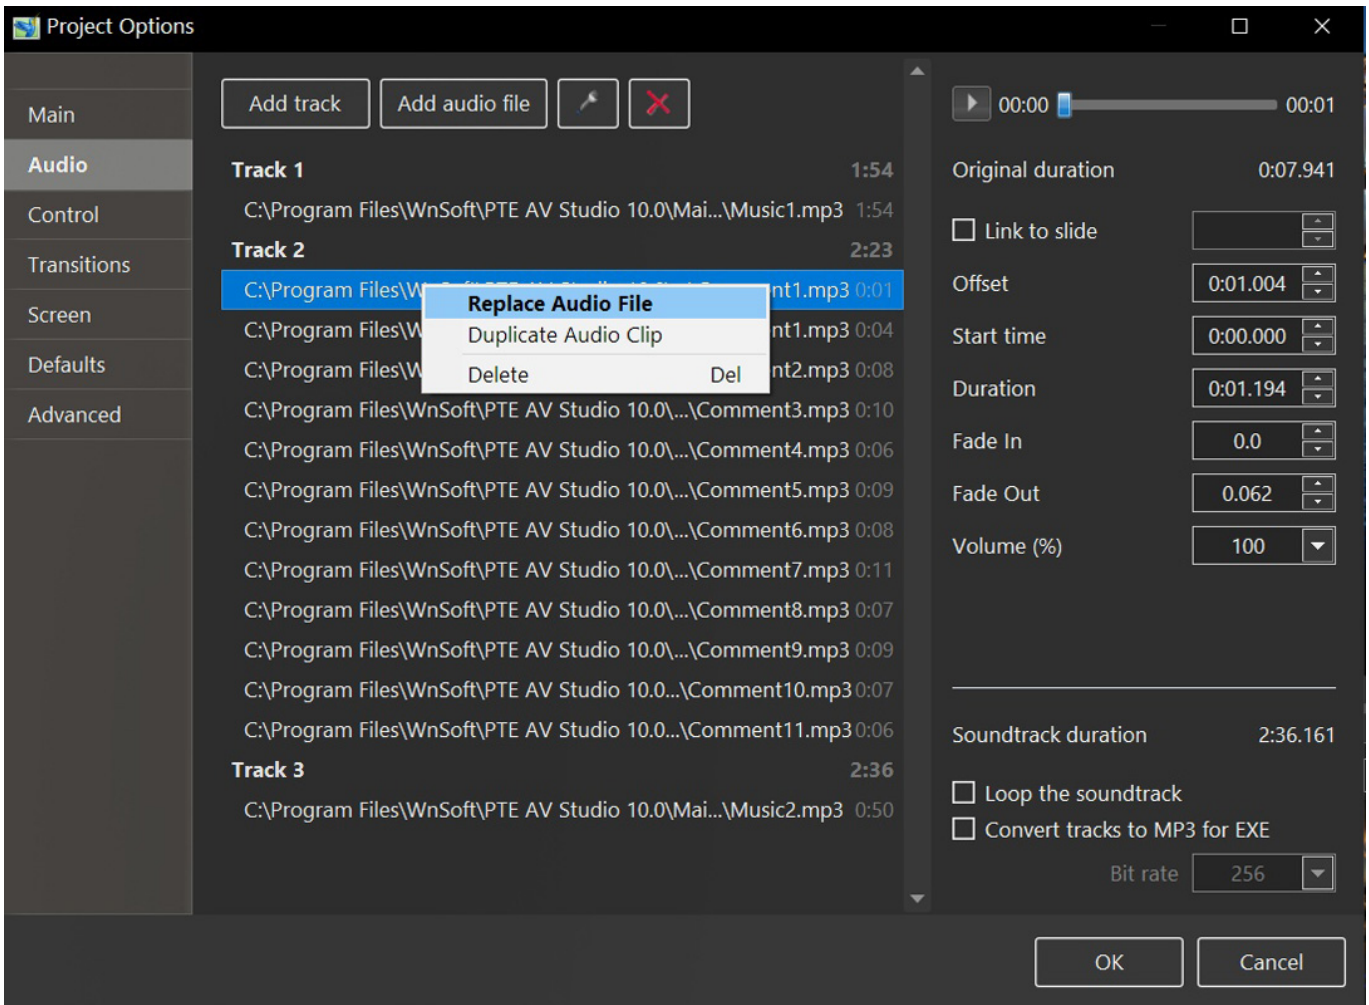 Project Options
Main
Audio
Control
Transitions
Screen
Defaults
Advanced
Add track
Add audio file
Track 1 1:54
C:\Program Files\WnSoft\PTE AV Studio 10.0\Mai...\Music1.mp3 1:54
Track 2 2:23
C:\Program Files\W nt1.mp3 0:01
C:\Program Files\W nt1.mp3 0:04
C:\Program Files\W nt2.mp3 0:08
Replace Audio File
Duplicate Audio Clip
Delete Del
C:\Program Files\WnSoft\PTE AV Studio 10.0\...\Comment3.mp3 0:10
C:\Program Files\WnSoft\PTE AV Studio 10.0\...\Comment4.mp3 0:06
C:\Program Files\WnSoft\PTE AV Studio 10.0\...\Comment5.mp3 0:09
C:\Program Files\WnSoft\PTE AV Studio 10.0\...\Comment6.mp3 0:08
C:\Program Files\WnSoft\PTE AV Studio 10.0\...\Comment7.mp3 0:11
C:\Program Files\WnSoft\PTE AV Studio 10.0\...\Comment8.mp3 0:07
C:\Program Files\WnSoft\PTE AV Studio 10.0\...\Comment9.mp3 0:09
C:\Program Files\WnSoft\PTE AV Studio 10.0...\Comment10.mp3 0:07
C:\Program Files\WnSoft\PTE AV Studio 10.0...\Comment11.mp3 0:06
Track 3 2:36
C:\Program Files\WnSoft\PTE AV Studio 10.0\Mai...\Music2.mp3 0:50
00:00 00:01
Original duration 0:07.941
Link to slide
Offset 0:01.004
Start time 0:00.000
Duration 0:01.194
Fade In 0.0
Fade Out 0.062
Volume (%) 100
Soundtrack duration 2:36.161
Loop the soundtrack
Convert tracks to MP3 for EXE
Bit rate 256
OK Cancel